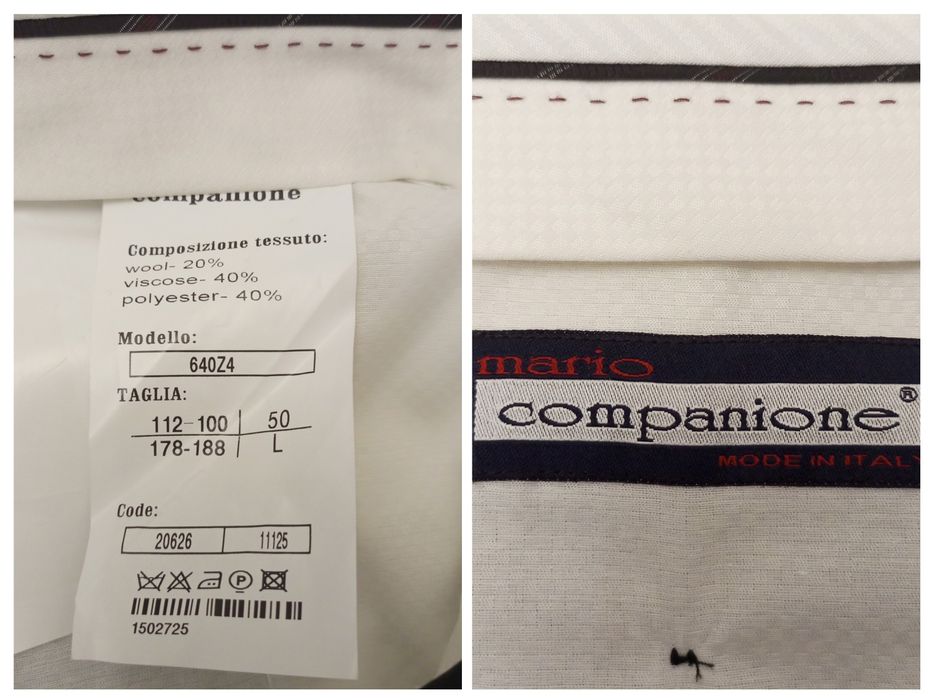 companione
Composizione tessuto:
wool- 20%
viscose- 40%
polyester- 40%
Modello:
640Z4
TAGLIA:
112-100 50
178-188 L
Code:
20626 11125
P
1502725
mario
companione®
MODE IN ITALY